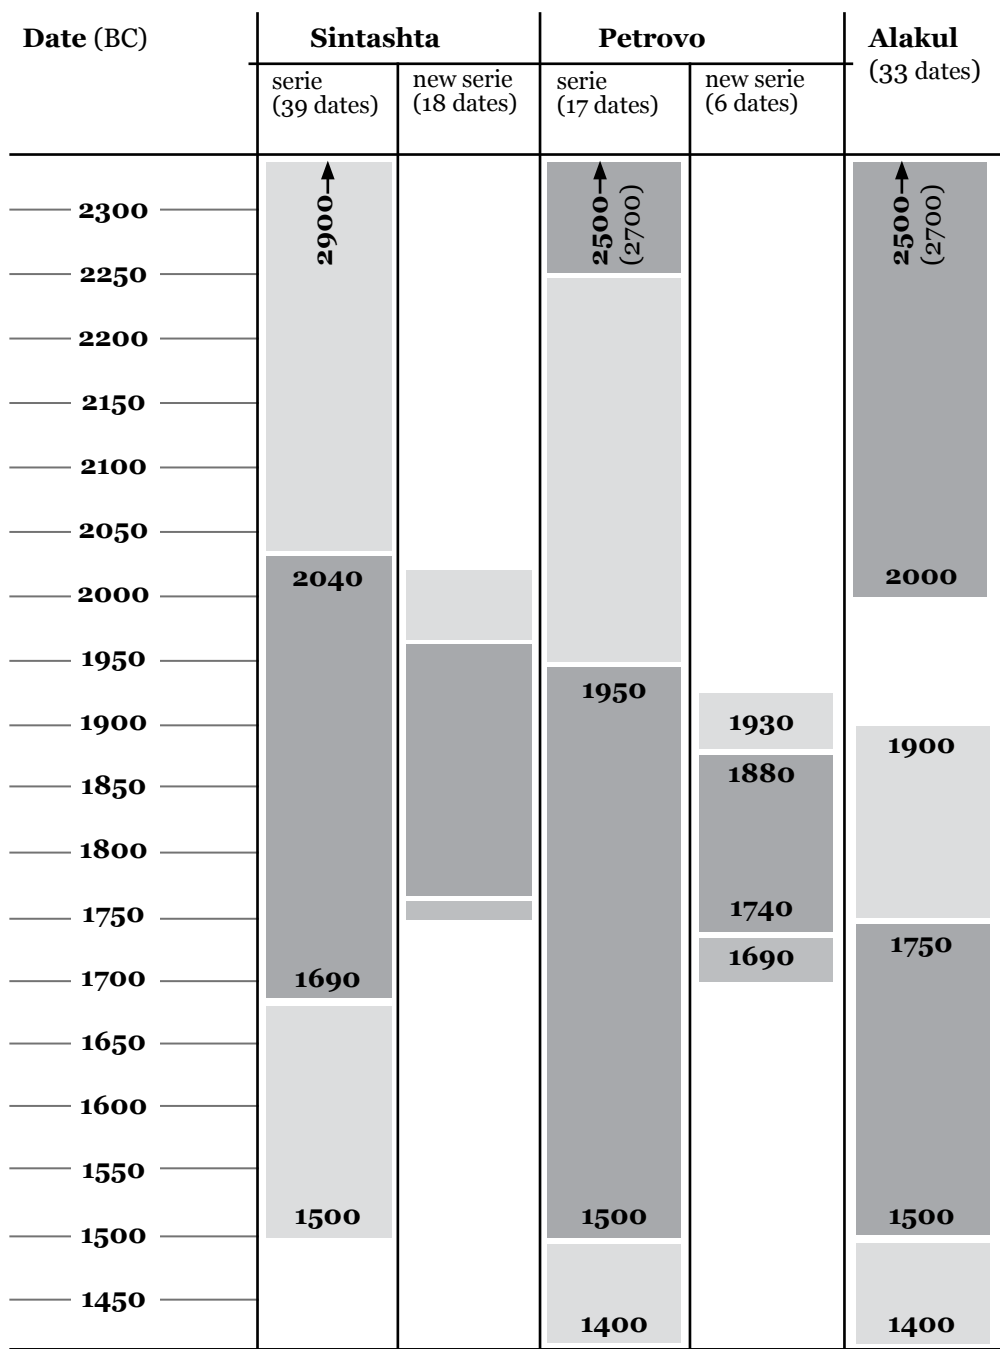 Date (BC)
Sintashta
Petrovo
Alakul
(33 dates)
serie
(39 dates)
new serie
(18 dates)
serie
(17 dates)
new serie
(6 dates)
2900
2500
(2700)
2500
(2700)
2300
2250
2200
2150
2100
2050
2040
2000
2000
1950
1950
1900
1930
1900
1880
1850
1800
1750
1740
1750
1690
1700
1690
1650
1600
1550
1500
1500
1500
1500
1450
1400
1400